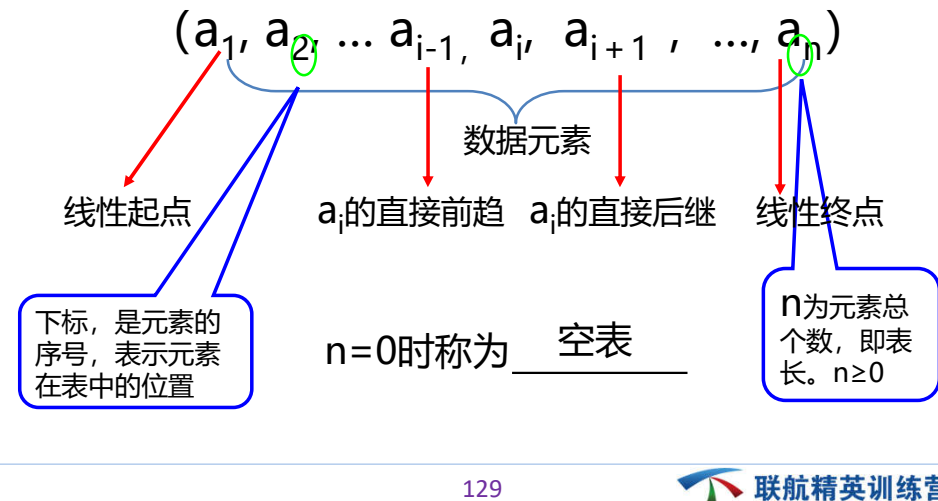 (a₁, a₂, ... aᵢ₋₁, aᵢ, aᵢ₊₁ , ..., aₙ)
数据元素
线性起点
aᵢ的直接前趋
aᵢ的直接后继
线性终点
下标，是元素的
序号，表示元素
在表中的位置
n=0时称为 空表
n为元素总
个数，即表
长。n≥0
129
联航精英训练营